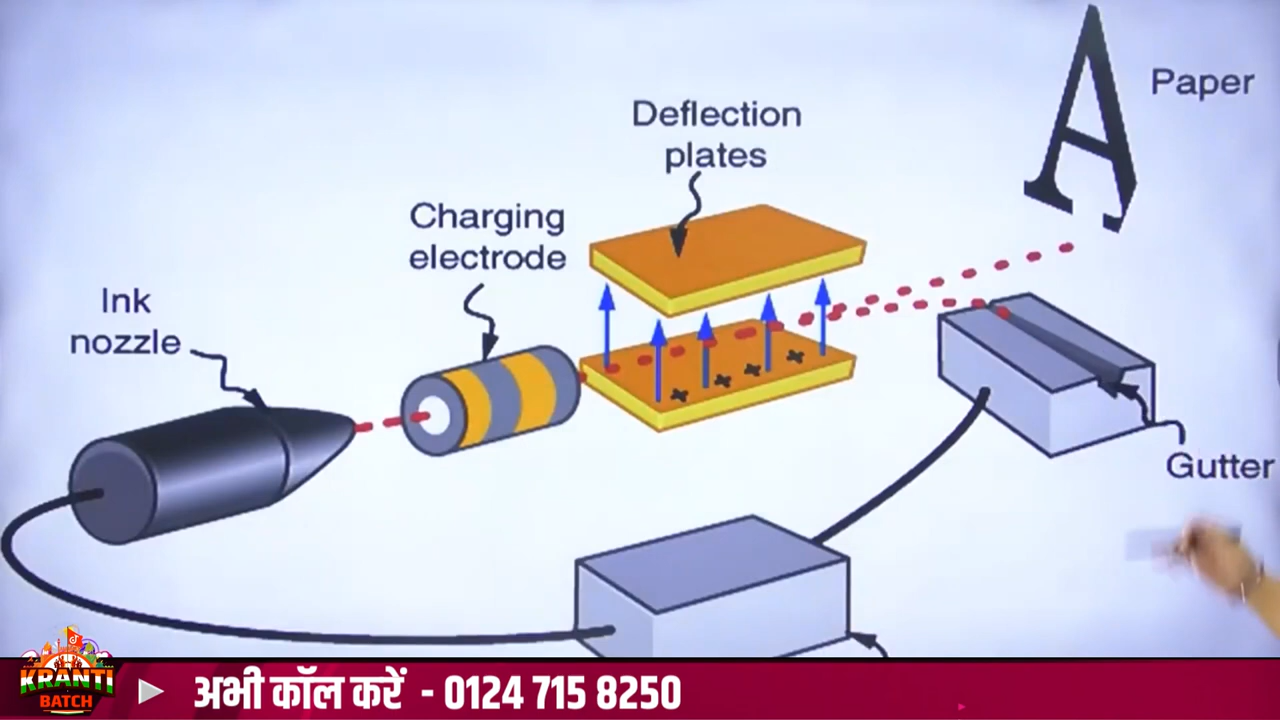 Paper
Deflection
plates
Charging
electrode
Ink
nozzle
Gutter
KRANTI
BATCH
अभी कॉल करें - 0124 715 8250